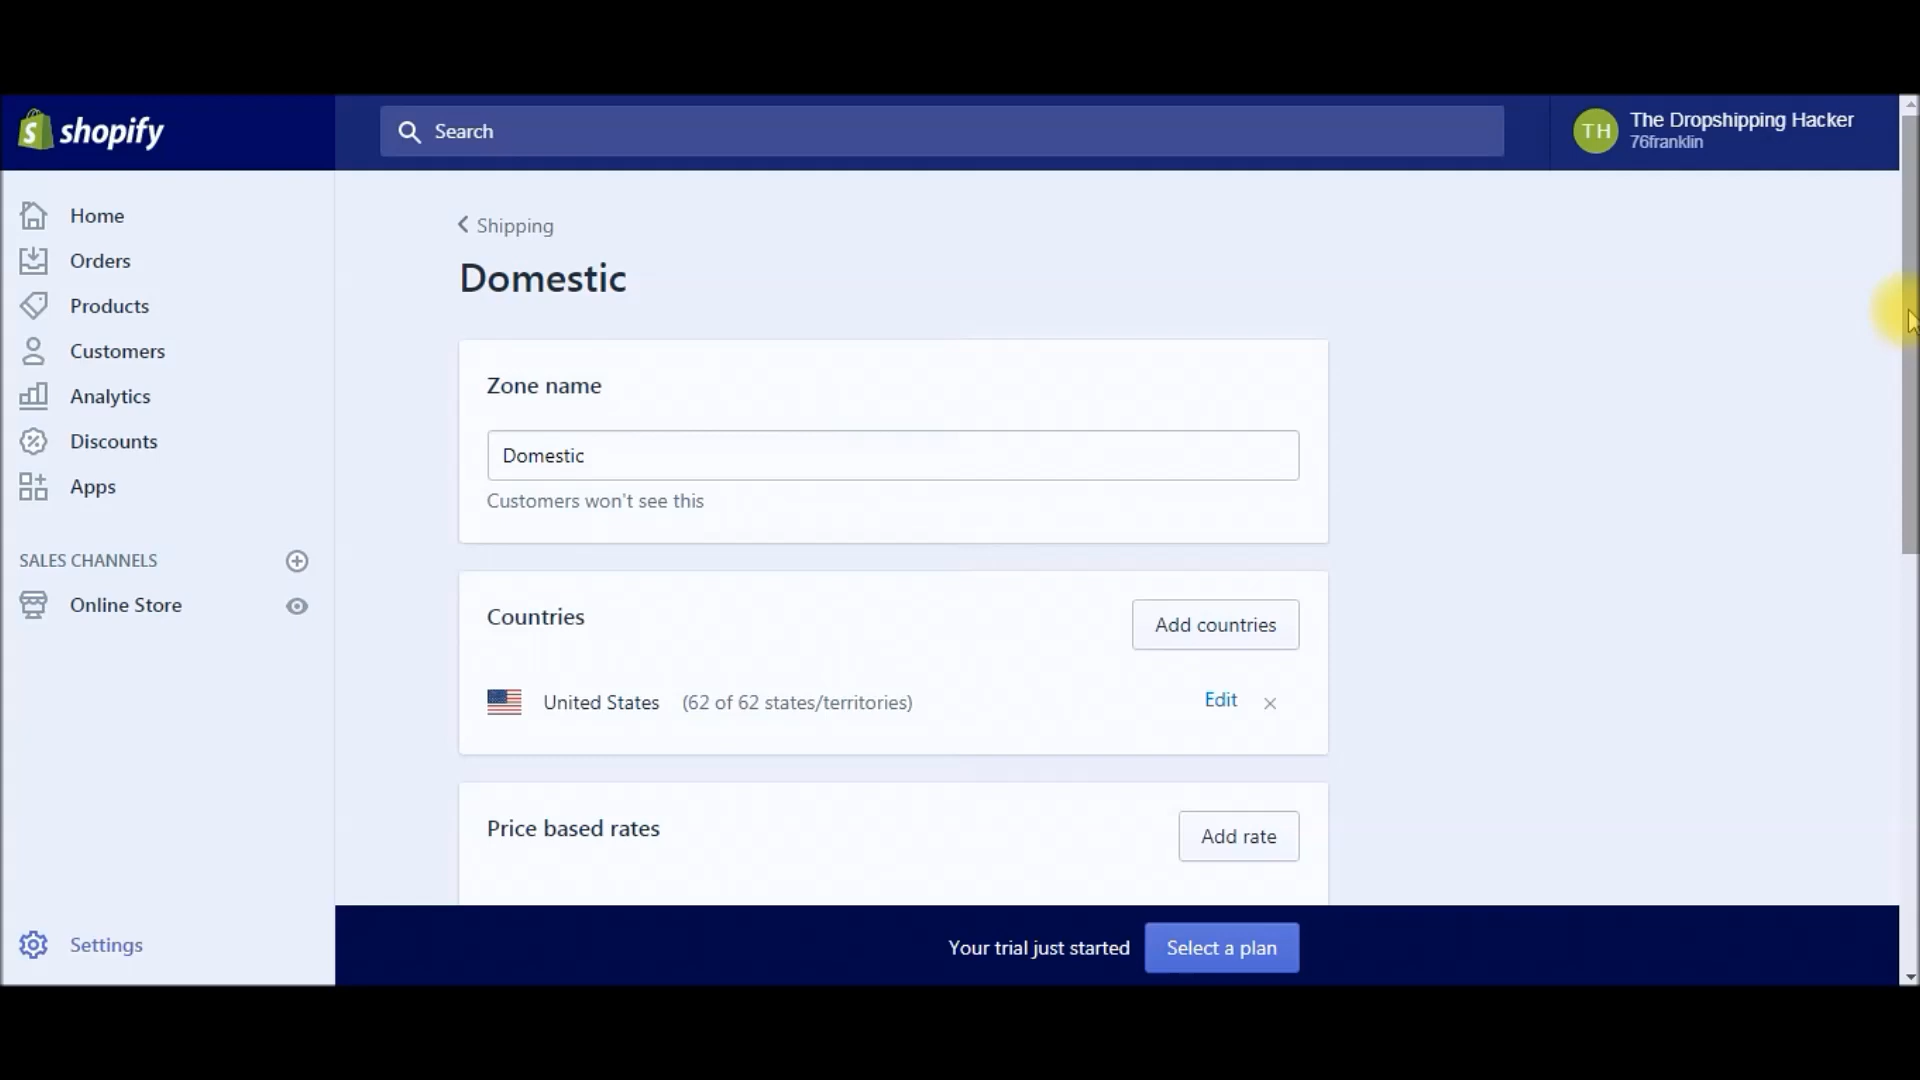 shopify
Search
TH
The Dropshipping Hacker
76franklin
Home
Orders
Products
Customers
Analytics
Discounts
Apps
SALES CHANNELS
Online Store
Settings
Shipping
Domestic
Zone name
Domestic
Customers won't see this
Countries
Add countries
United States (62 of 62 states/territories)
Edit
Price based rates
Add rate
Your trial just started
Select a plan